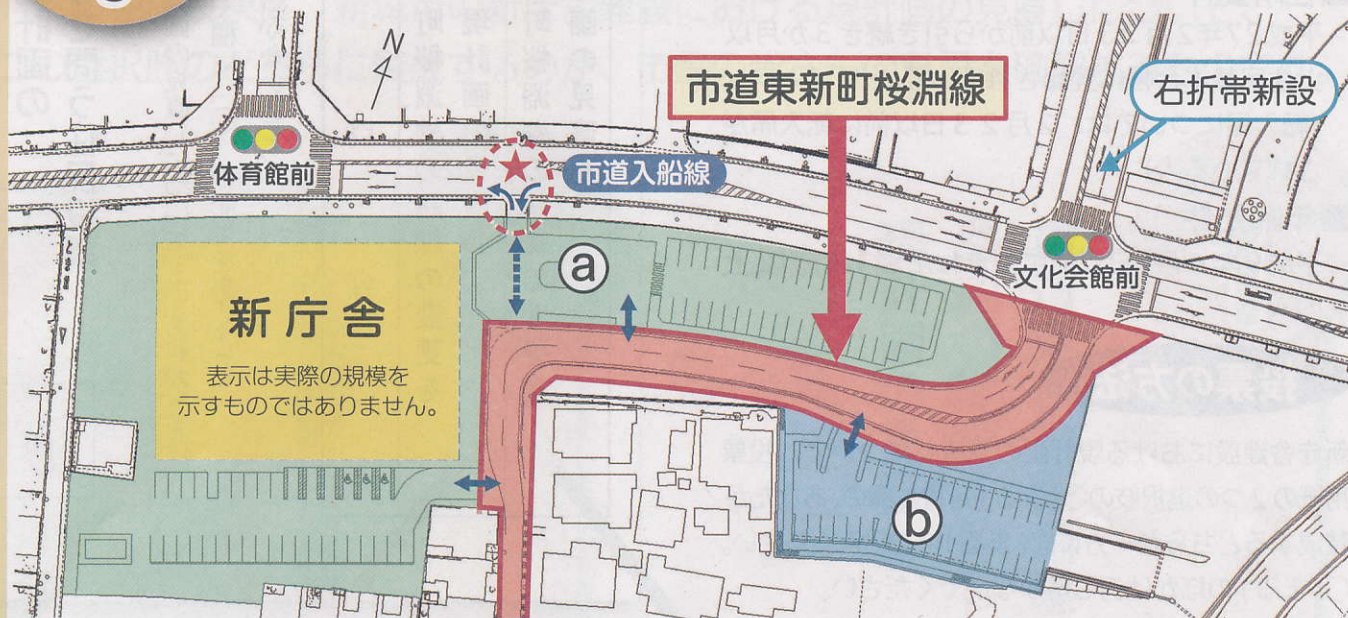 N
市道東新町桜淵線
右折帯新設
体育館前
市道入船線
文化会館前
ⓐ
新庁舎
表示は実際の規模を
示すものではありません。
ⓑ